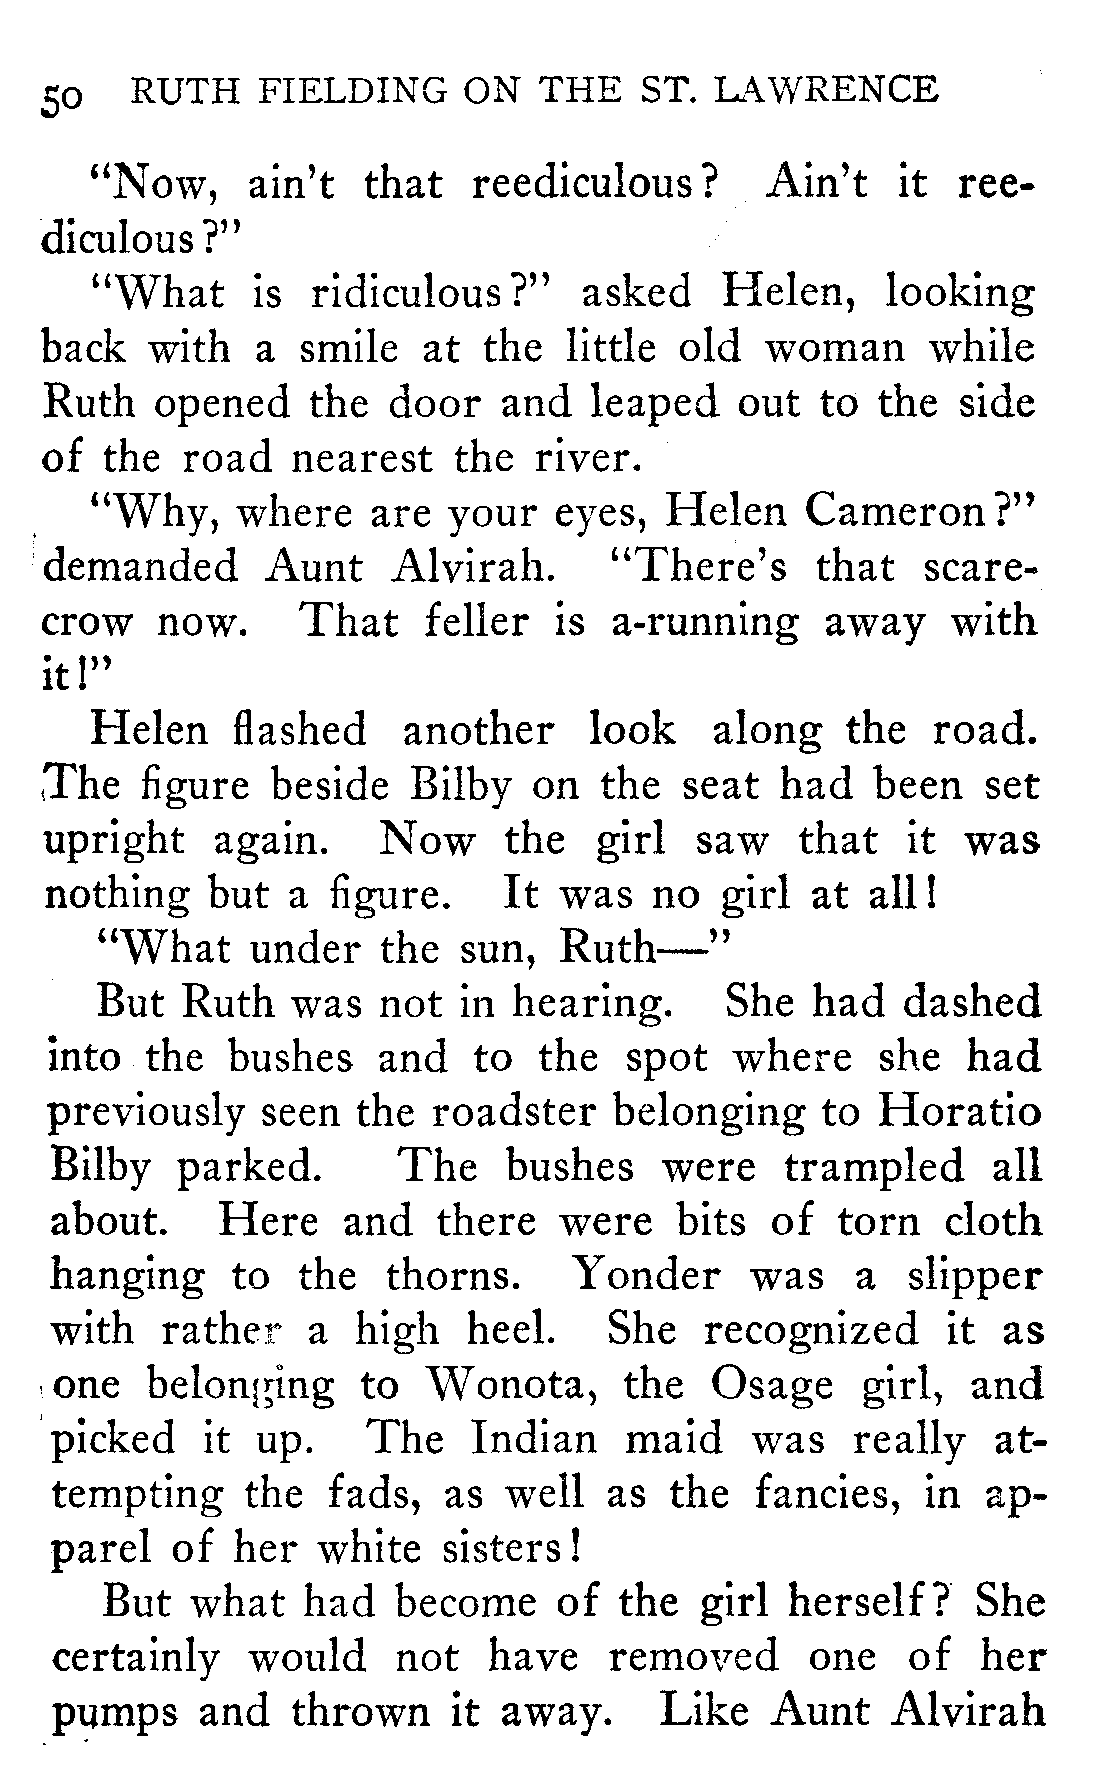 50 RUTH FIELDING ON THE ST. LAWRENCE
"Now, ain't that reediculous? Ain't it ree-
diculous?"
"What is ridiculous?" asked Helen, looking
back with a smile at the little old woman while
Ruth opened the door and leaped out to the side
of the road nearest the river.
"Why, where are your eyes, Helen Cameron?"
demanded Aunt Alvirah. "There's that scare-
crow now. That feller is a-running away with
it!"
Helen flashed another look along the road.
The figure beside Bilby on the seat had been set
upright again. Now the girl saw that it was
nothing but a figure. It was no girl at all!
"What under the sun, Ruth—"
But Ruth was not in hearing. She had dashed
into the bushes and to the spot where she had
previously seen the roadster belonging to Horatio
Bilby parked. The bushes were trampled all
about. Here and there were bits of torn cloth
hanging to the thorns. Yonder was a slipper
with rather a high heel. She recognized it as
one belonging to Wonota, the Osage girl, and
picked it up. The Indian maid was really at-
tempting the fads, as well as the fancies, in ap-
parel of her white sisters!
But what had become of the girl herself? She
certainly would not have removed one of her
pumps and thrown it away. Like Aunt Alvirah